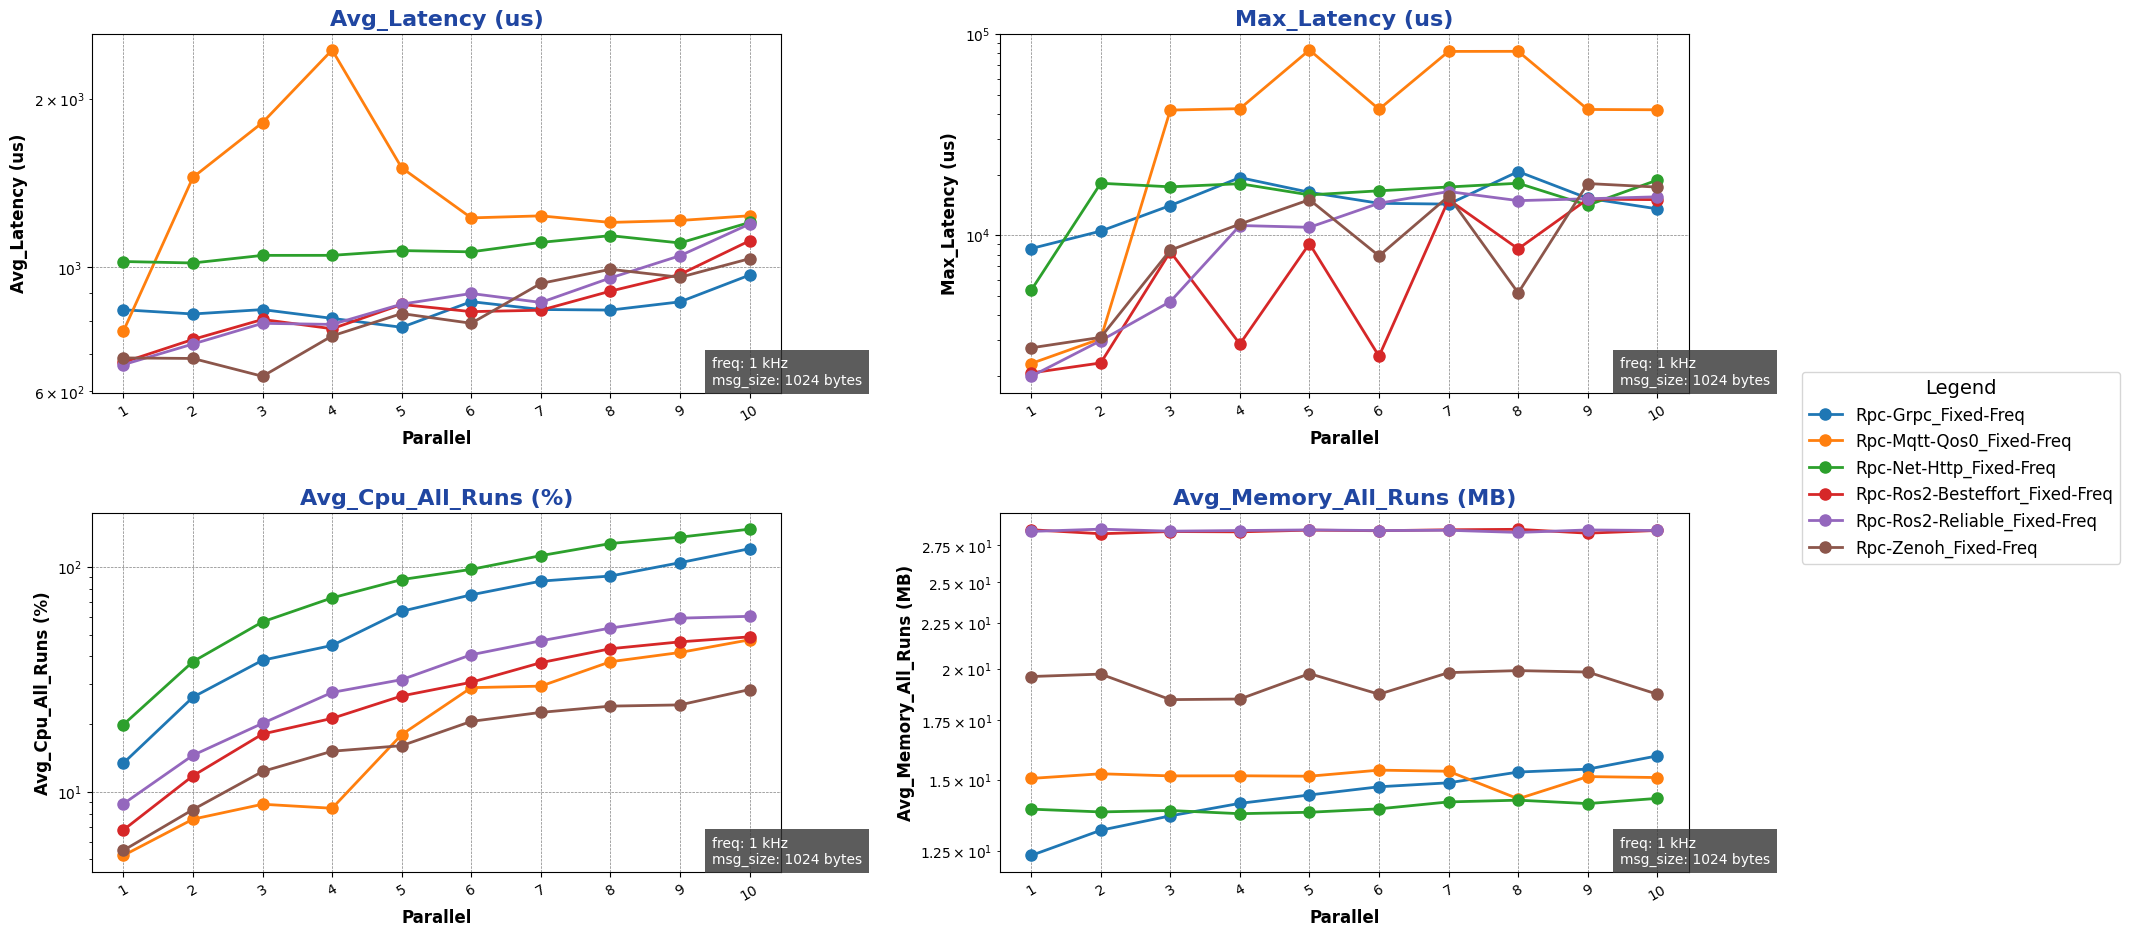 Avg_Latency (us)
Avg_Latency (us)
2 × 10³
10³
6 × 10²
1 2 3 4 5 6 7 8 9 10
Parallel
freq: 1 kHz
msg_size: 1024 bytes
Max_Latency (us)
Max_Latency (us)
10⁵
10⁴
1 2 3 4 5 6 7 8 9 10
Parallel
freq: 1 kHz
msg_size: 1024 bytes
Avg_Cpu_All_Runs (%)
Avg_Cpu_All_Runs (%)
10²
10¹
1 2 3 4 5 6 7 8 9 10
Parallel
freq: 1 kHz
msg_size: 1024 bytes
Avg_Memory_All_Runs (MB)
Avg_Memory_All_Runs (MB)
2.75 × 10¹
2.5 × 10¹
2.25 × 10¹
2 × 10¹
1.75 × 10¹
1.5 × 10¹
1.25 × 10¹
1 2 3 4 5 6 7 8 9 10
Parallel
freq: 1 kHz
msg_size: 1024 bytes
Legend
Rpc-Grpc_Fixed-Freq
Rpc-Mqtt-Qos0_Fixed-Freq
Rpc-Net-Http_Fixed-Freq
Rpc-Ros2-Besteffort_Fixed-Freq
Rpc-Ros2-Reliable_Fixed-Freq
Rpc-Zenoh_Fixed-Freq